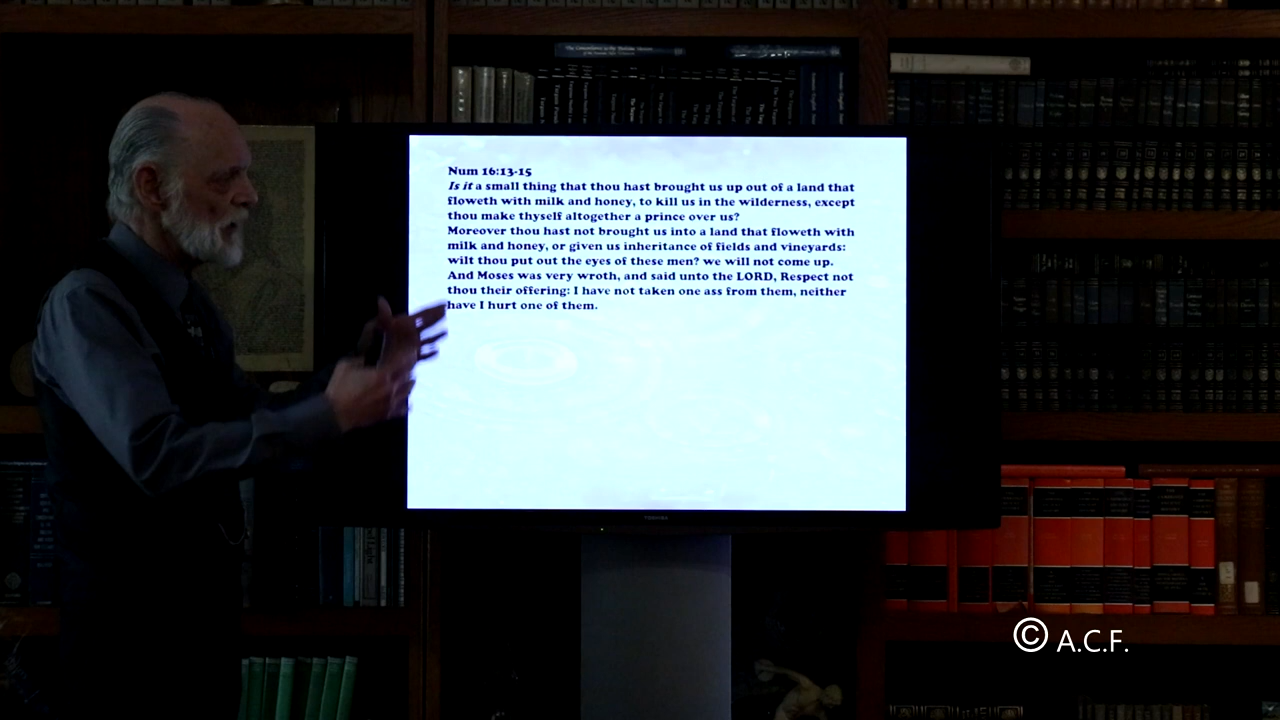 Num 16:13-15
Is it a small thing that thou hast brought us up out of a land that
floweth with milk and honey, to kill us in the wilderness, except
thou make thyself altogether a prince over us?
Moreover thou hast not brought us into a land that floweth with
milk and honey, or given us inheritance of fields and vineyards:
wilt thou put out the eyes of these men? we will not come up.
And Moses was very wroth, and said unto the LORD, Respect not
thou their offering: I have not taken one ass from them, neither
have I hurt one of them.
TOSHIBA
© A.C.F.